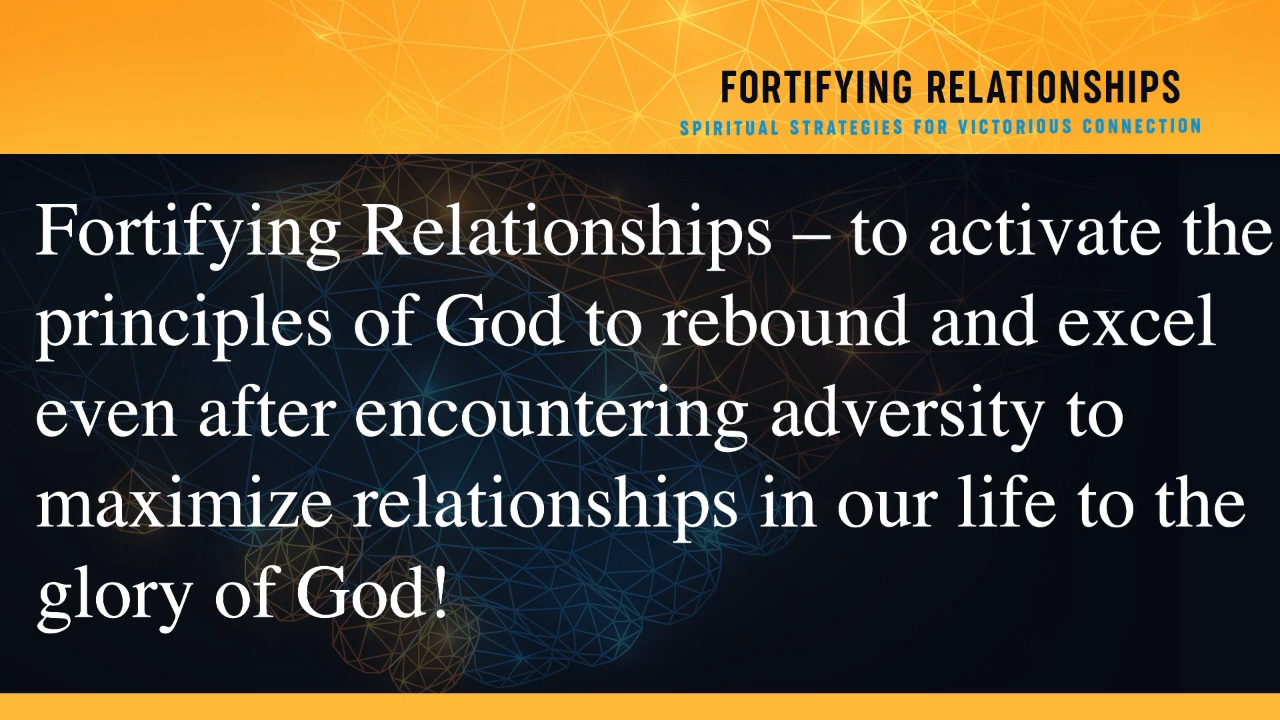 FORTIFYING RELATIONSHIPS
SPIRITUAL STRATEGIES FOR VICTORIOUS CONNECTION
Fortifying Relationships – to activate the
principles of God to rebound and excel
even after encountering adversity to
maximize relationships in our life to the
glory of God!